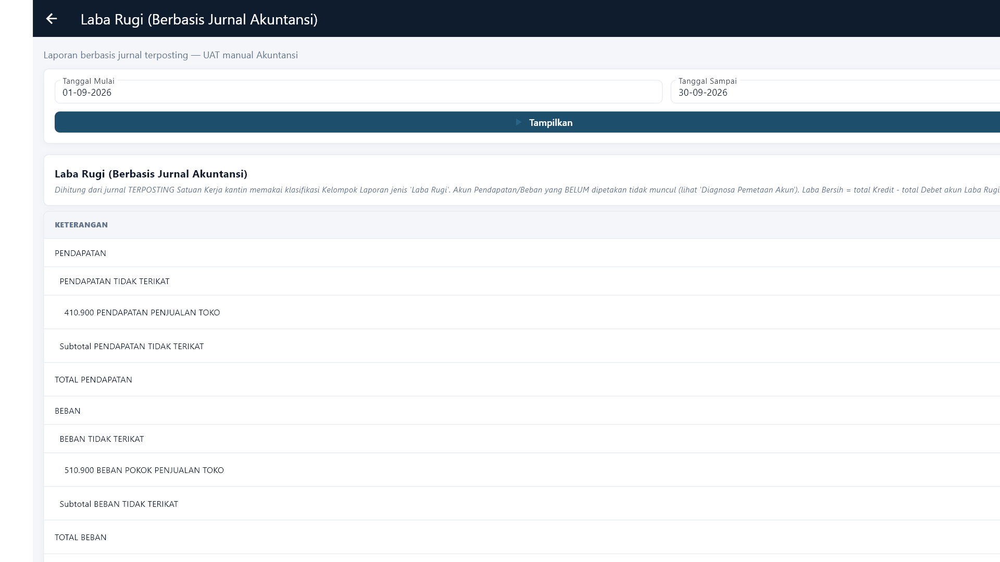 Laba Rugi (Berbasis Jurnal Akuntansi)
Laporan berbasis jurnal terposting — UAT manual Akuntansi
Tanggal Mulai
01-09-2026
Tanggal Sampai
30-09-2026
Tampilkan
Laba Rugi (Berbasis Jurnal Akuntansi)
Dihitung dari jurnal TERPOSTING Satuan Kerja kantin memakai klasifikasi Kelompok Laporan jenis 'Laba Rugi'. Akun Pendapatan/Beban yang BELUM dipetakan tidak muncul (lihat 'Diagnosa Pemetaan Akun'). Laba Bersih = total Kredit - total Debet akun Laba Rugi
KETERANGAN
PENDAPATAN
PENDAPATAN TIDAK TERIKAT
410.900 PENDAPATAN PENJUALAN TOKO
Subtotal PENDAPATAN TIDAK TERIKAT
TOTAL PENDAPATAN
BEBAN
BEBAN TIDAK TERIKAT
510.900 BEBAN POKOK PENJUALAN TOKO
Subtotal BEBAN TIDAK TERIKAT
TOTAL BEBAN